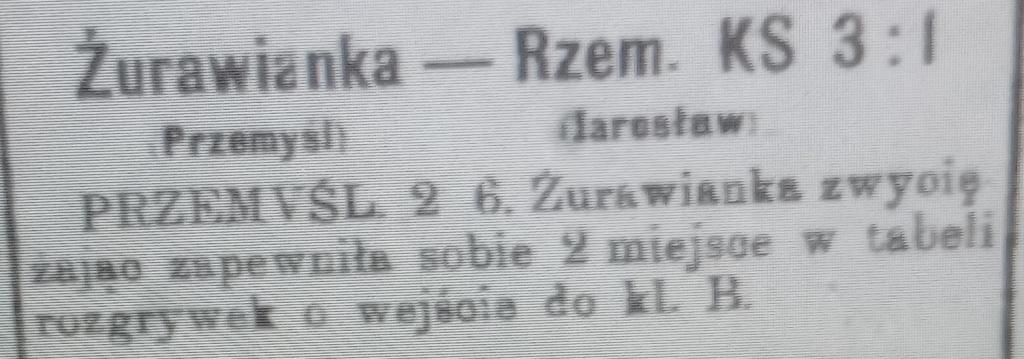 Żurawianka — Rzem. KS 3:1
(Przemyśl) (Jarosław)
PRZEMYŚL. 2 6. Żurawianka zwycię-
żając zapewniła sobie 2 miejsce w tabeli
rozgrywek o wejście do kl. B.